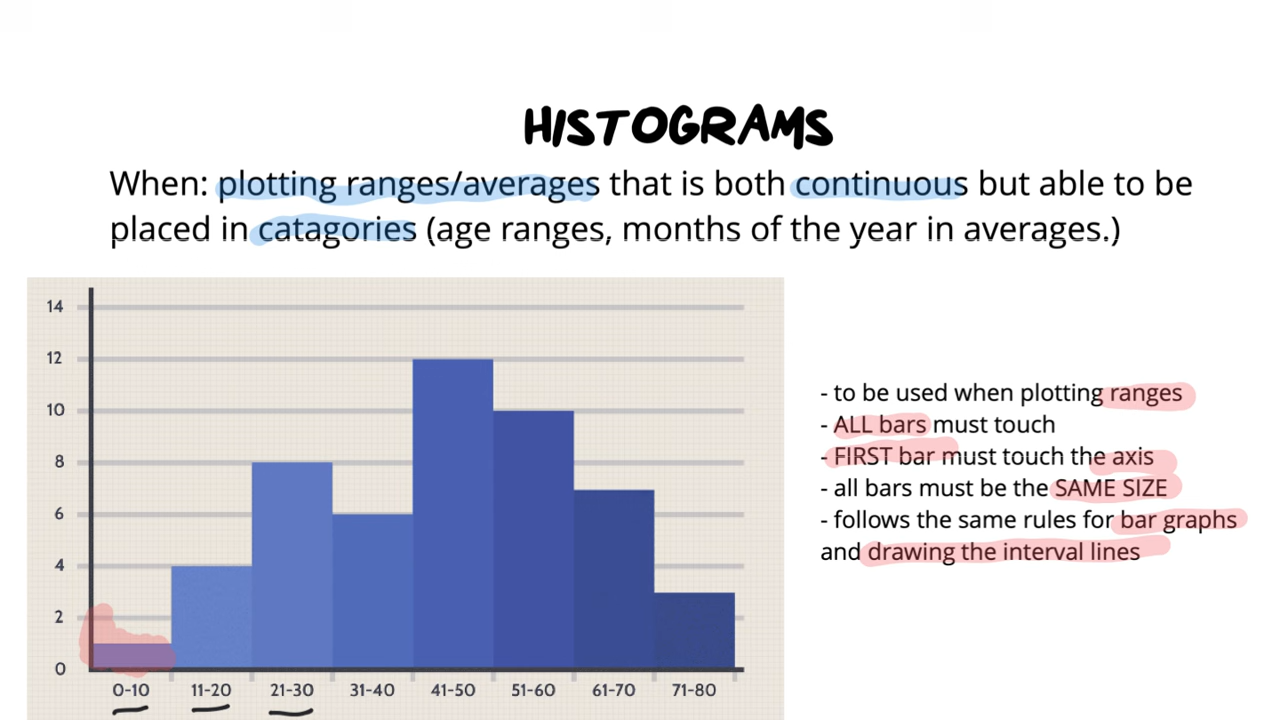 HISTOGRAMS
When: plotting ranges/averages that is both continuous but able to be
placed in catagories (age ranges, months of the year in averages.)
14
12
10
8
6
4
2
0
0-10 11-20 21-30 31-40 41-50 51-60 61-70 71-80
- to be used when plotting ranges
- ALL bars must touch
- FIRST bar must touch the axis
- all bars must be the SAME SIZE
- follows the same rules for bar graphs
and drawing the interval lines